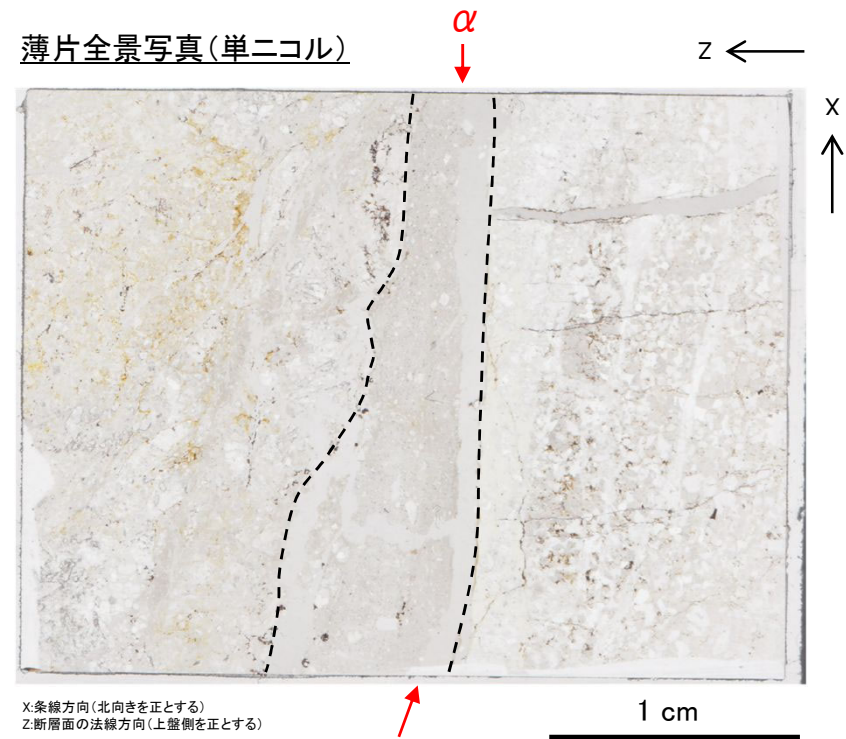 薄片全景写真(単ニコル)
α
Z
X
X:条線方向(北向きを正とする)
Z:断層面の法線方向(上盤側を正とする)
1 cm